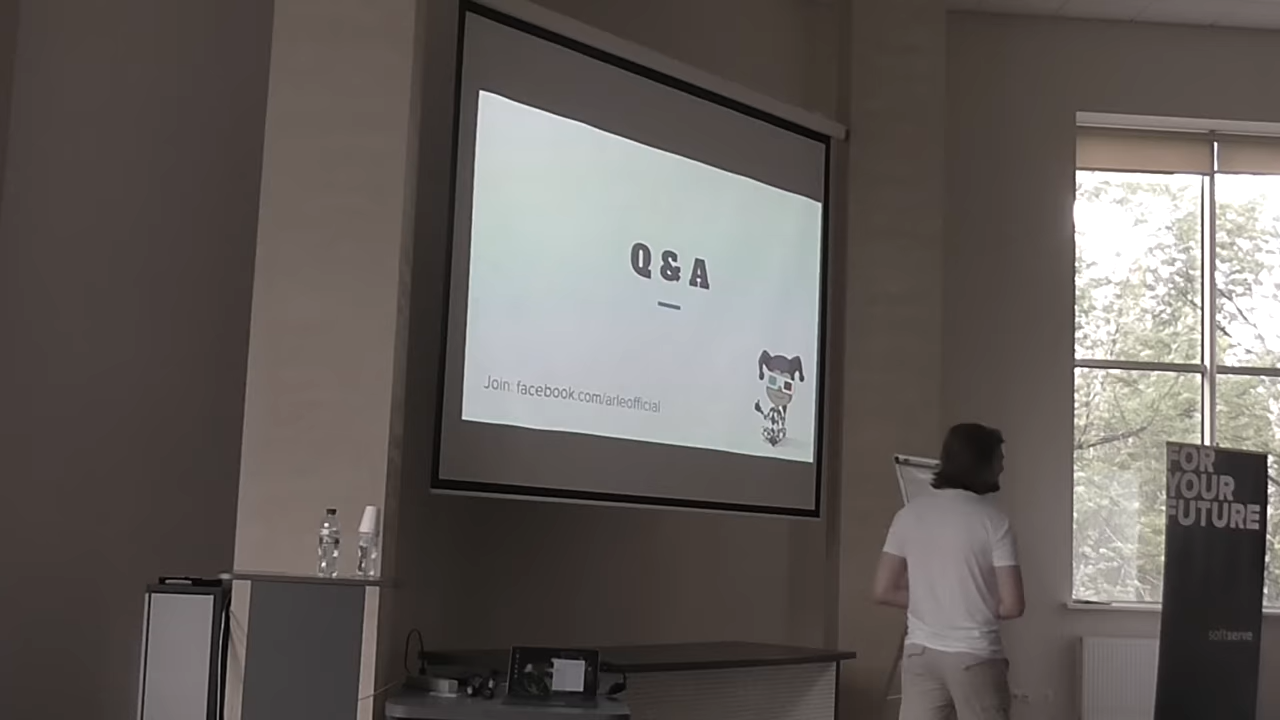 Q & A
Join: facebook.com/arleofficial
FOR
YOUR
FUTURE
softserve